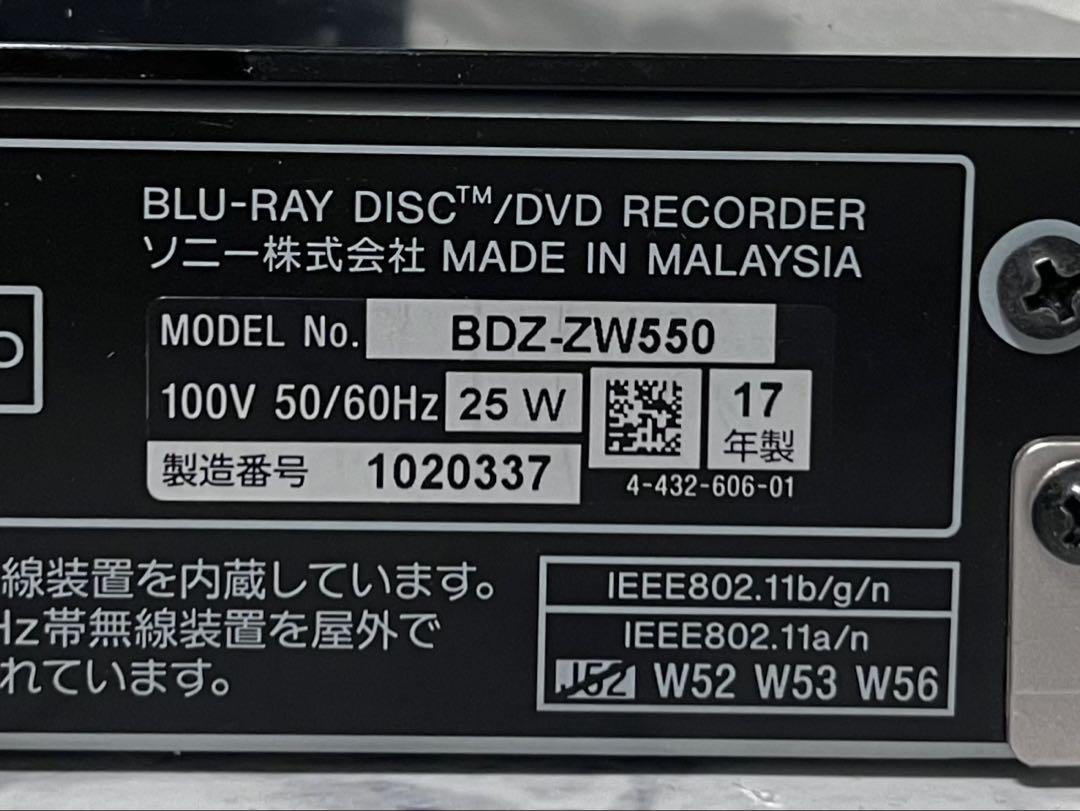 BLU-RAY DISC™/DVD RECORDER
ソニー株式会社 MADE IN MALAYSIA
MODEL No. BDZ-ZW550
100V 50/60Hz 25 W
17
年製
製造番号 1020337
4-432-606-01
線装置を内蔵しています。
Hz帯無線装置を屋外で
れています。
IEEE802.11b/g/n
IEEE802.11a/n
J52 W52 W53 W56